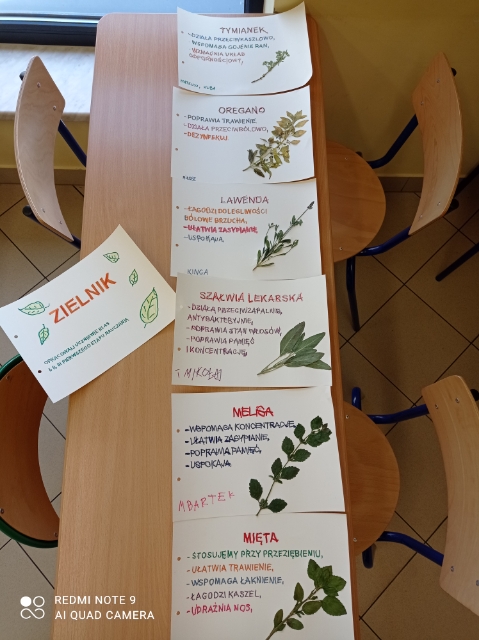 TYMIANEK
- DZIAŁA PRZECIWKASZLOWO,
WSPOMAGA GOJENIE RAN,
WZMACNIA UKŁAD
ODPORNOŚCIOWY,
OREGANO
- POPRAWIA TRAWIENIE
- DZIAŁA PRZECIWBÓLOWO,
- DEZYNFEKUJ
LAWENDA
- ŁAGODZI DOLEGLIWOŚCI
BÓLOWE BRZUCHA,
- UŁATWIA ZASYPIANIE
- USPOKAJA,
ZIELNIK
SZAŁWIA LEKARSKA
- DZIAŁA PRZECIWZAPALNIE,
ANTYBAKTERYJNIE,
- POPRAWIA STAN WŁOSÓW,
- POPRAWIA PAMIĘĆ
I KONCENTRACJĘ,
T MIKOŁAJ
MELISA
- WSPOMAGA KONCENTRACJĘ,
- UŁATWIA ZASYPIANIE,
- POPRAWIA PAMIĘĆ,
- USPOKAJA
M BARTEK
MIĘTA
- STOSUJEMY PRZY PRZEZIĘBIENIU,
- UŁATWIA TRAWIENIE,
- WSPOMAGA ŁAKNIENIE,
- ŁAGODZI KASZEL,
- UDRAŻNIA NOS,
REDMI NOTE 9
AI QUAD CAMERA